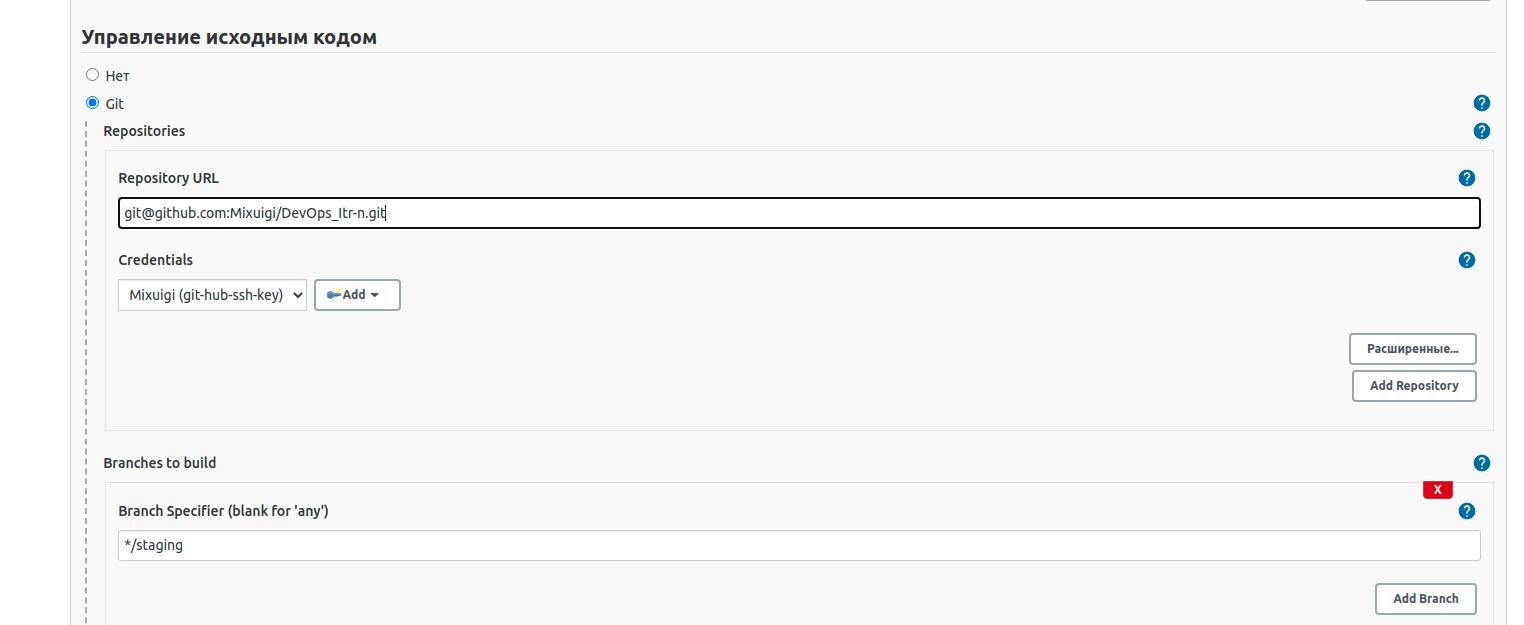 Управление исходным кодом
Нет
Git
?
Repositories
?
Repository URL
?
git@github.com:Mixuigi/DevOps_Itr-n.git
Credentials
?
Mixuigi (git-hub-ssh-key)
Add
Расширенные...
Add Repository
Branches to build
?
X
Branch Specifier (blank for 'any')
?
*/staging
Add Branch